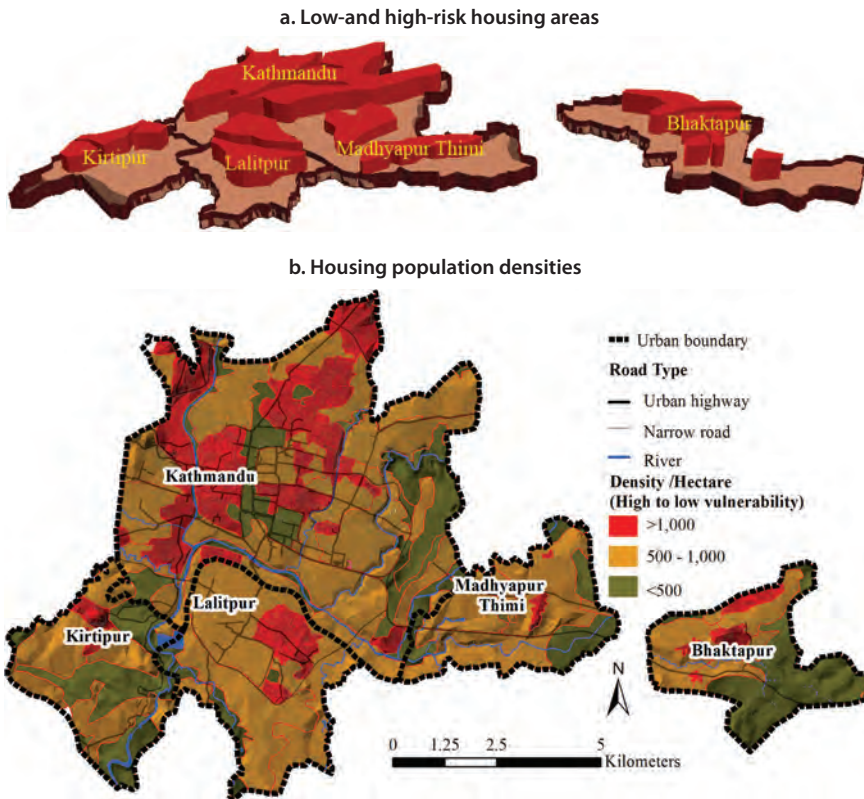 a. Low-and high-risk housing areas
Kathmandu
Bhaktapur
Kirtipur
Lalitpur
Madhyapur Thimi
b. Housing population densities
Urban boundary
Road Type
Urban highway
Narrow road
River
Density /Hectare
(High to low vulnerability)
>1,000
500 - 1,000
<500
Kathmandu
Lalitpur
Madhyapur
Thimi
Kirtipur
Bhaktapur
N
0 1.25 2.5 5
Kilometers